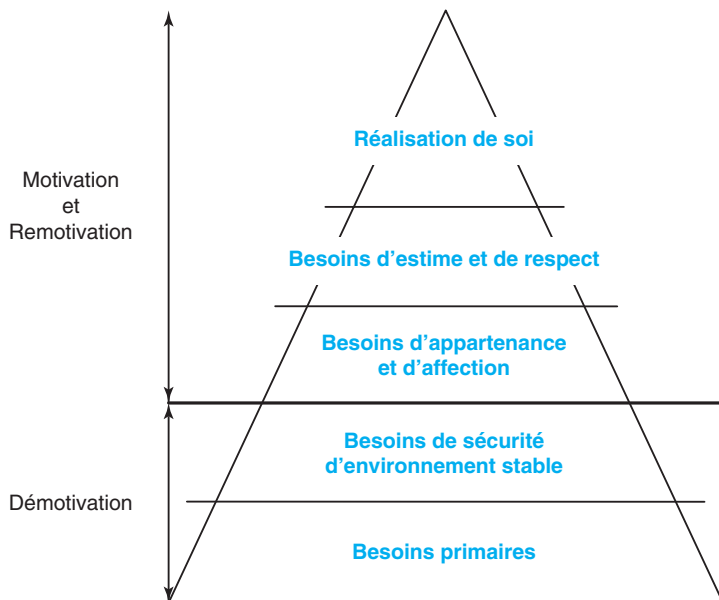 Réalisation de soi
Motivation
et
Remotivation
Besoins d'estime et de respect
Besoins d'appartenance
et d'affection
Besoins de sécurité
d'environnement stable
Démotivation
Besoins primaires